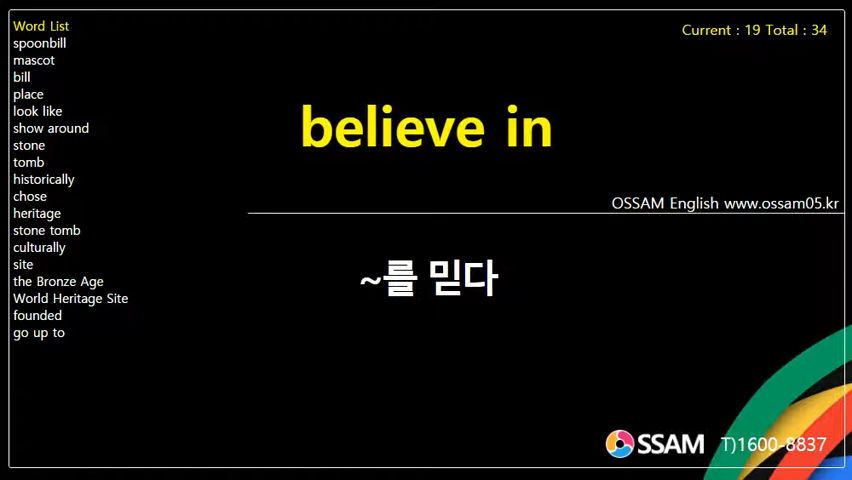 Word List
spoonbill
mascot
bill
place
look like
show around
stone
tomb
historically
chose
heritage
stone tomb
culturally
site
the Bronze Age
World Heritage Site
founded
go up to
Current : 19 Total : 34
believe in
OSSAM English www.ossam05.kr
~를 믿다
OSSAM T)1600-8837